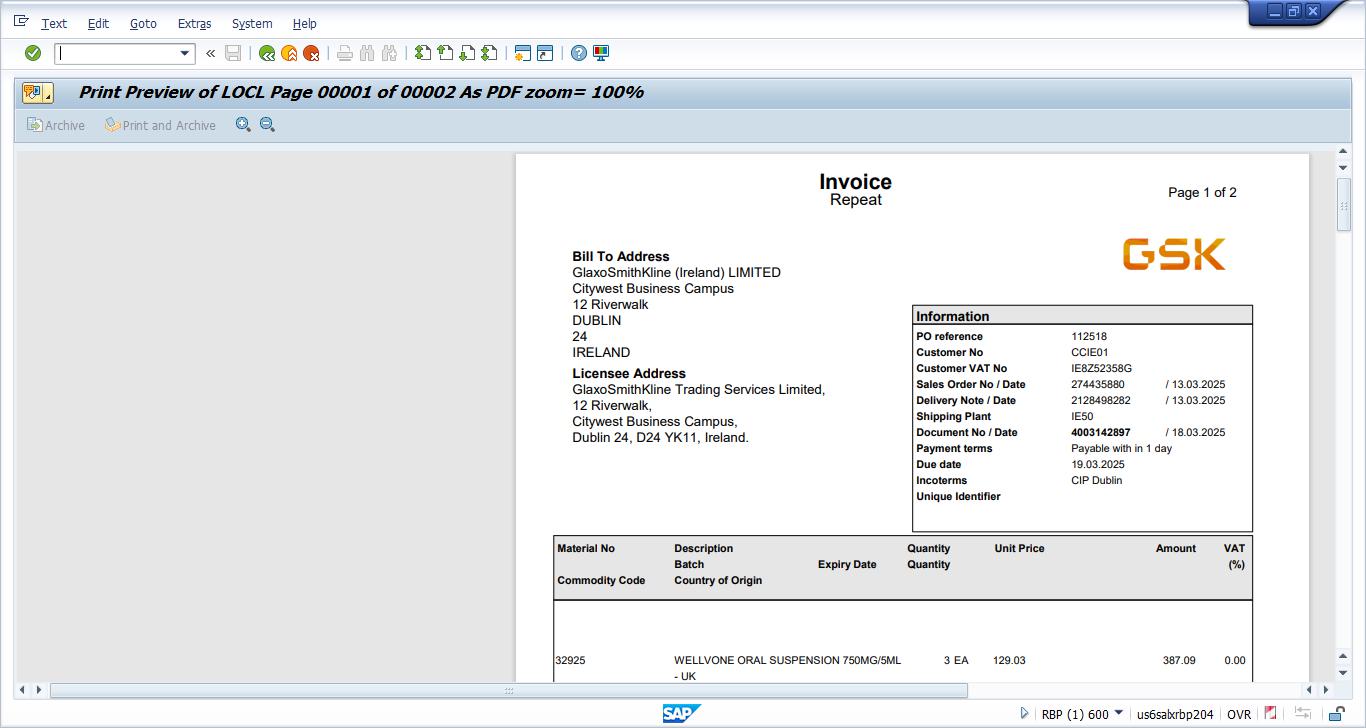 Text Edit Goto Extras System Help
Print Preview of LOCL Page 00001 of 00002 As PDF zoom= 100%
Archive Print and Archive
Invoice
Repeat
Page 1 of 2
GSK
Bill To Address
GlaxoSmithKline (Ireland) LIMITED
Citywest Business Campus
12 Riverwalk
DUBLIN
24
IRELAND
Licensee Address
GlaxoSmithKline Trading Services Limited,
12 Riverwalk,
Citywest Business Campus,
Dublin 24, D24 YK11, Ireland.
Information
PO reference 112518
Customer No CCIE01
Customer VAT No IE8Z52358G
Sales Order No / Date 274435880 / 13.03.2025
Delivery Note / Date 2128498282 / 13.03.2025
Shipping Plant IE50
Document No / Date 4003142897 / 18.03.2025
Payment terms Payable with in 1 day
Due date 19.03.2025
Incoterms CIP Dublin
Unique Identifier
Material No Description Quantity Unit Price Amount VAT
Batch Expiry Date Quantity (%)
Commodity Code Country of Origin
32925 WELLVONE ORAL SUSPENSION 750MG/5ML 3 EA 129.03 387.09 0.00
- UK
SAP RBP (1) 600 us6salxrbp204 OVR